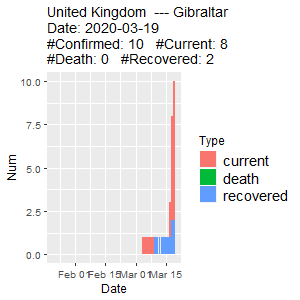 United Kingdom --- Gibraltar
Date: 2020-03-19
#Confirmed: 10 #Current: 8
#Death: 0 #Recovered: 2
10.0
7.5
5.0
2.5
0.0
Num
Feb 01
Feb 15
Mar 01
Mar 15
Date
Type
current
death
recovered